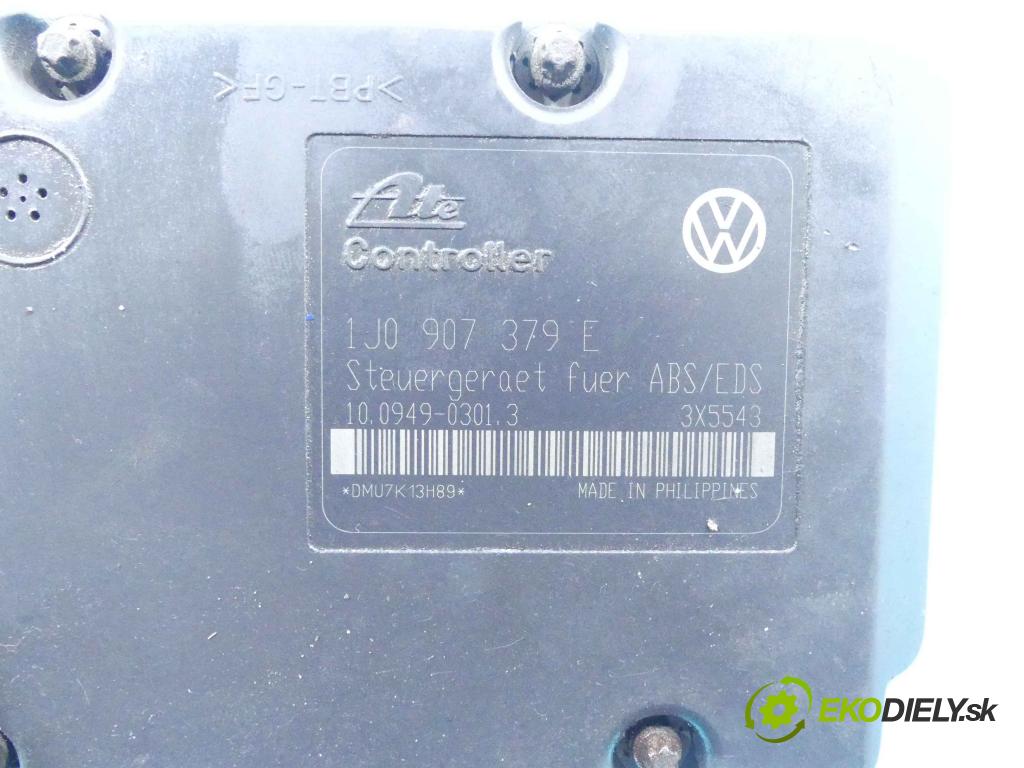 >PBT-GF<
Ate
Controller
1J0 907 379 E
Steuergeraet fuer ABS/EDS
10.0949-0301.3 3X5543
*DMU7K13H89* MADE IN PHILIPPINES
EKODIELY.sk